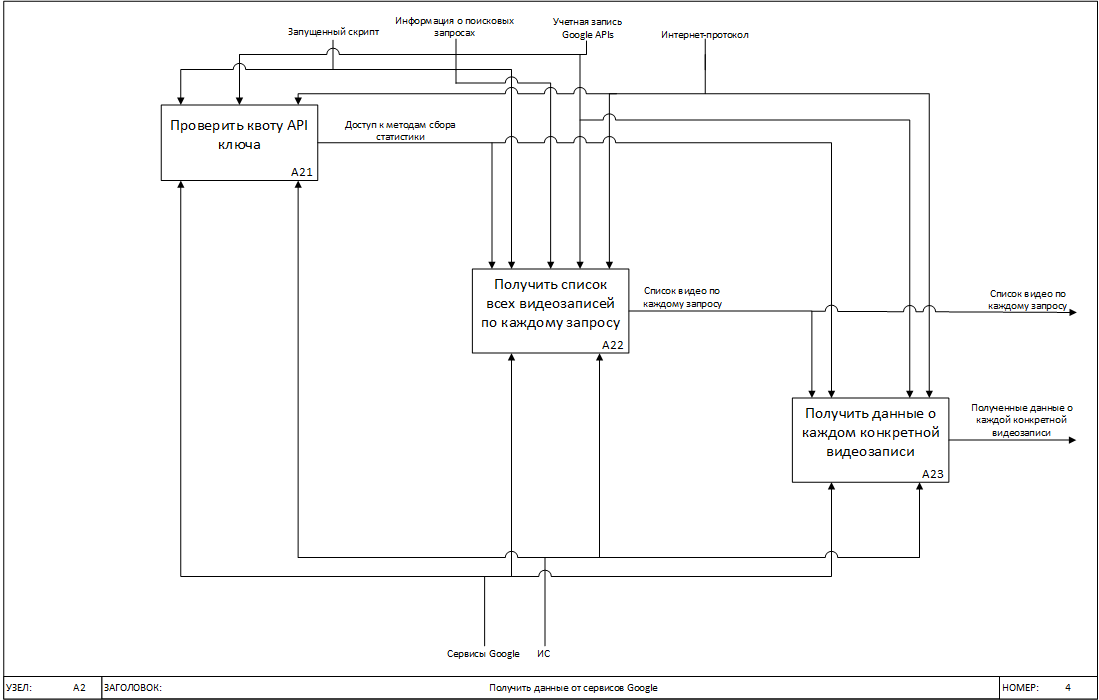 Запущенный скрипт
Информация о поисковых
запросах
Учетная запись
Google APIs
Интернет-протокол
Проверить квоту API
ключа
A21
Доступ к методам сбора
статистики
Получить список
всех видеозаписей
по каждому запросу
A22
Список видео по
каждому запросу
Список видео по
каждому запросу
Получить данные о
каждом конкретной
видеозаписи
A23
Полученные данные о
каждой конкретной
видеозаписи
Сервисы Google
ИС
УЗЕЛ:
A2
ЗАГОЛОВОК:
Получить данные от сервисов Google
НОМЕР:
4